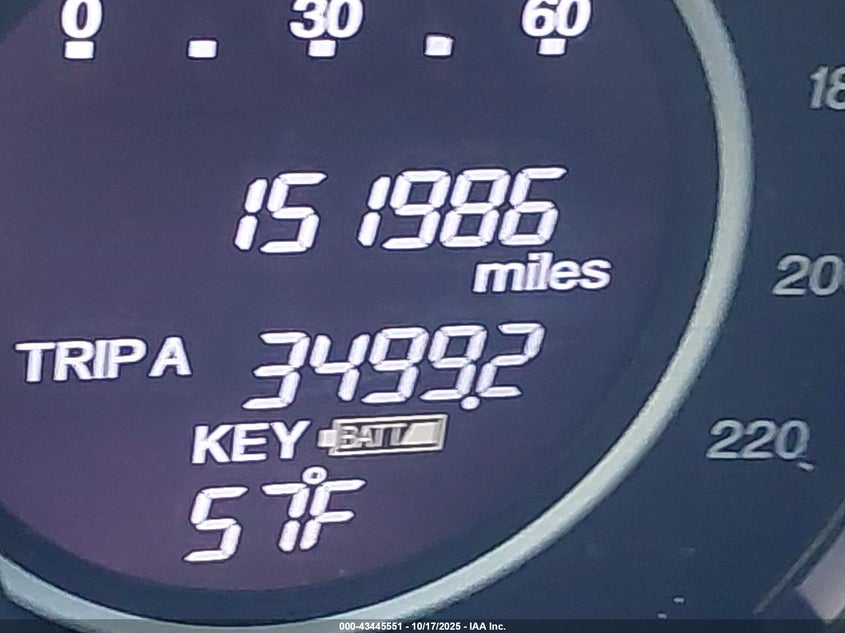 0 30 60
18
151986
miles
20
TRIP A 3499.2
KEY BATT
220
57°F
000-43445551 - 10/17/2025 - IAA Inc.